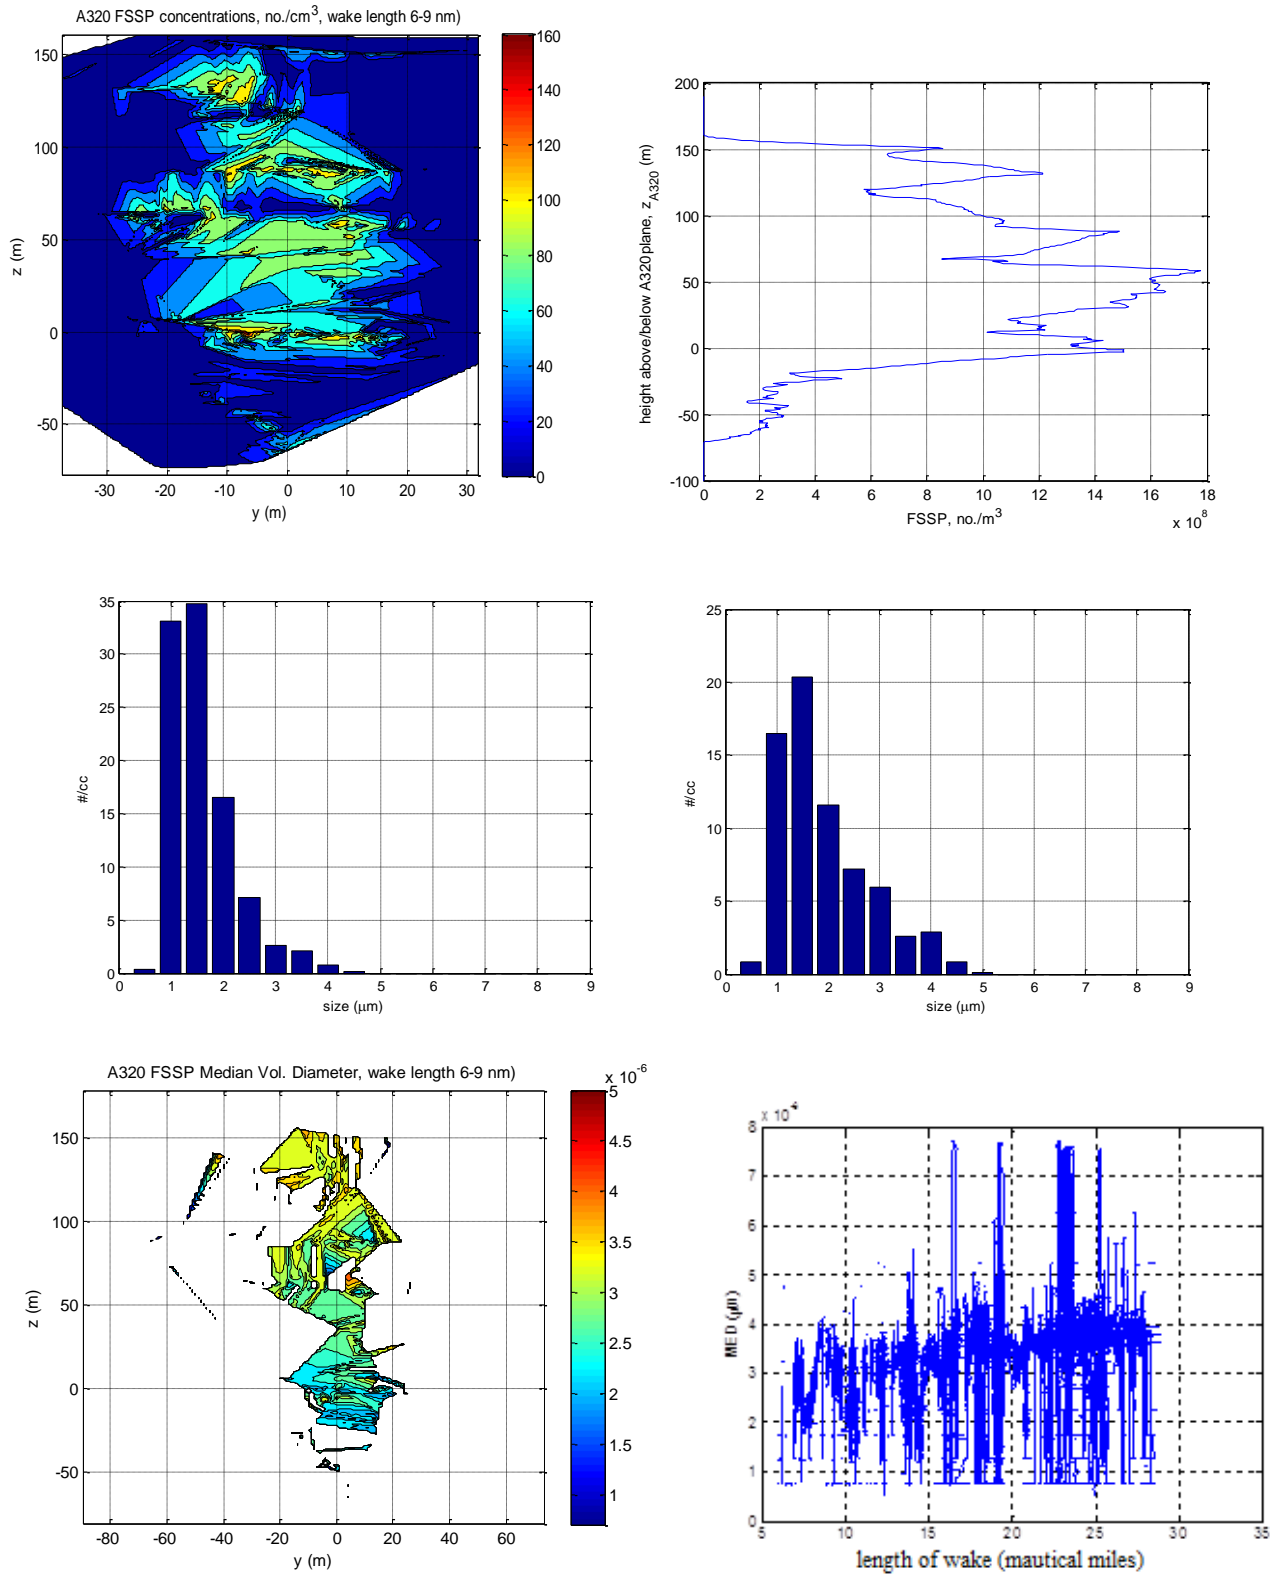 A320 FSSP concentrations, no./cm3, wake length 6-9 nm)
150
100
50
0
-50
z (m)
-30 -20 -10 0 10 20 30
y (m)
160
140
120
100
80
60
40
20
0
200
150
100
50
0
-50
-100
height above/below A320 plane, zA320 (m)
0 2 4 6 8 10 12 14 16 18
FSSP, no./m3
x 10^8
35
30
25
20
15
10
5
0
#/cc
0 1 2 3 4 5 6 7 8 9
size (µm)
25
20
15
10
5
0
#/cc
0 1 2 3 4 5 6 7 8 9
size (µm)
A320 FSSP Median Vol. Diameter, wake length 6-9 nm)
150
100
50
0
-50
z (m)
-80 -60 -40 -20 0 20 40 60
y (m)
x 10^-6
5
4.5
4
3.5
3
2.5
2
1.5
1
x 10^4
8
7
6
5
4
3
2
1
0
MED (µm)
5 10 15 20 25 30 35
length of wake (mautical miles)